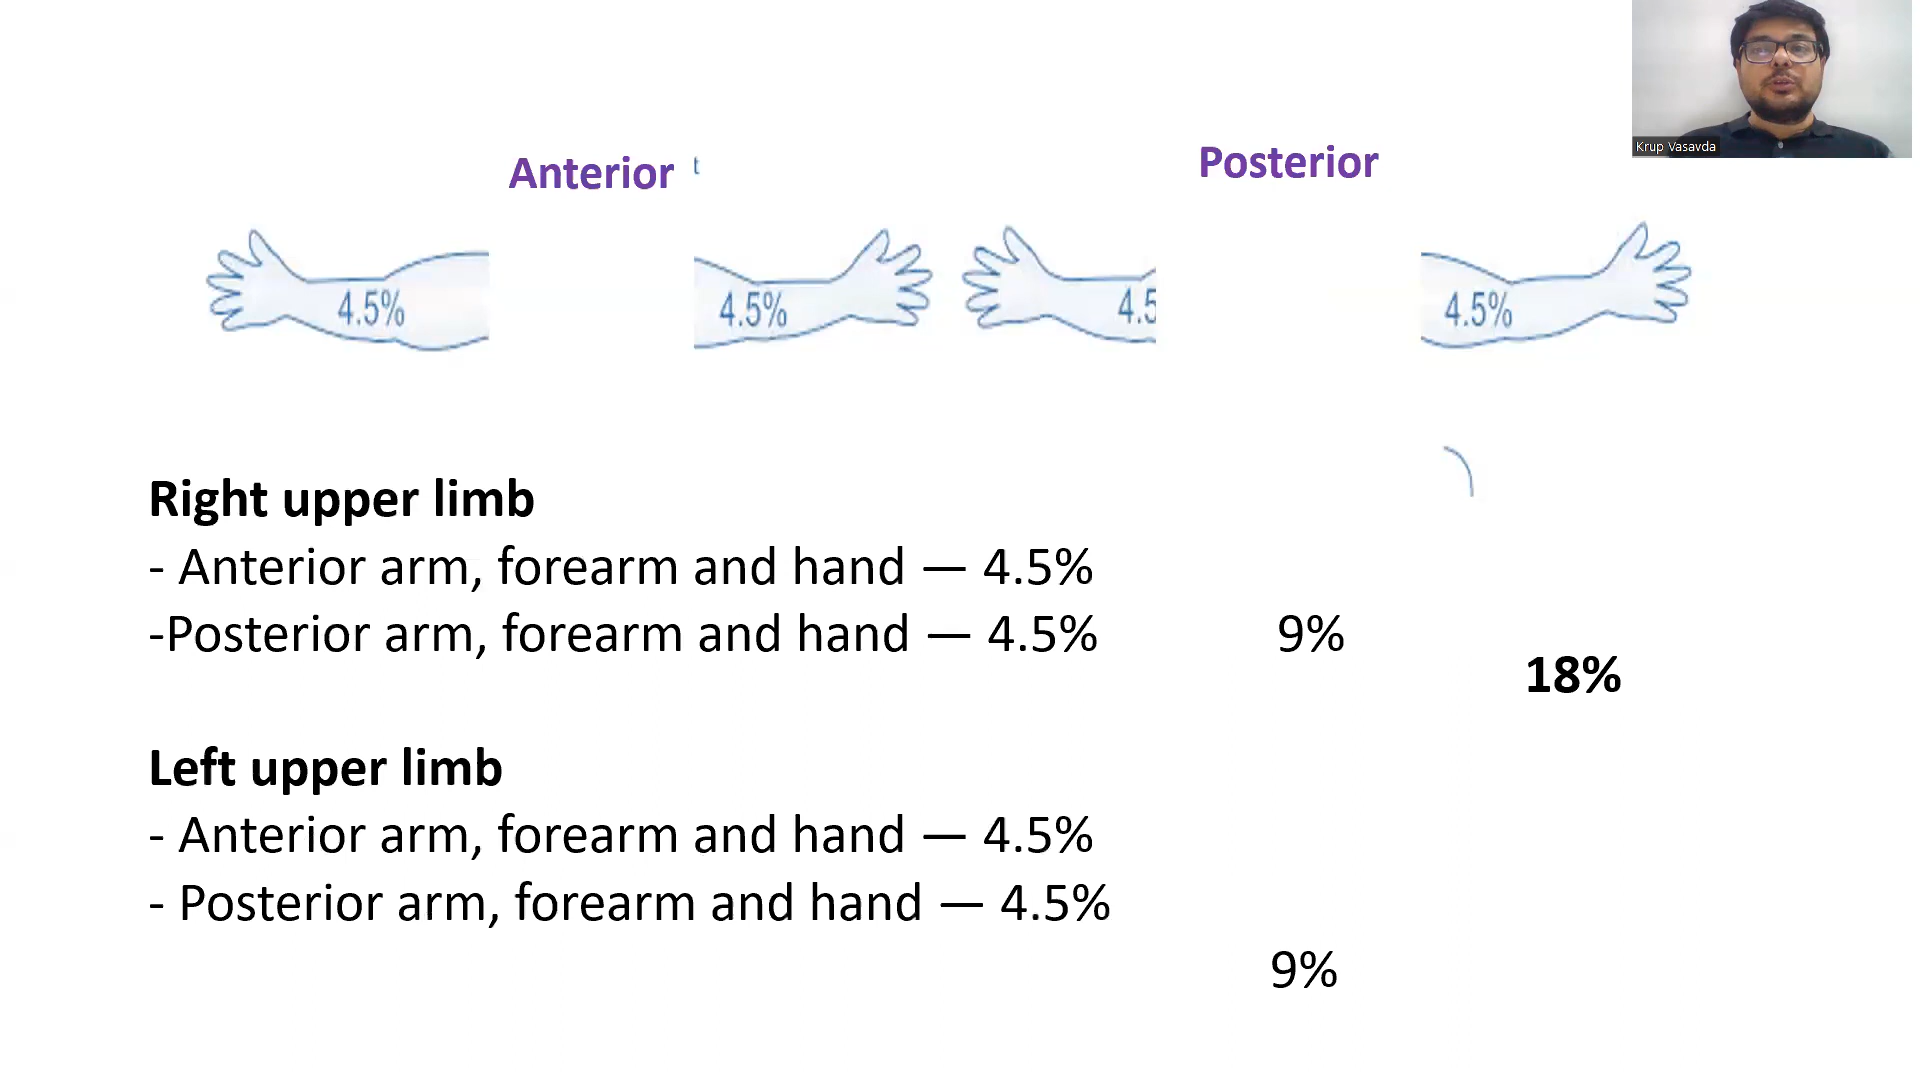 Krup Vasavda
Anterior t
Posterior
4.5%
4.5%
4.5
4.5%
Right upper limb
- Anterior arm, forearm and hand — 4.5%
-Posterior arm, forearm and hand — 4.5%
9%
18%
Left upper limb
- Anterior arm, forearm and hand — 4.5%
- Posterior arm, forearm and hand — 4.5%
9%